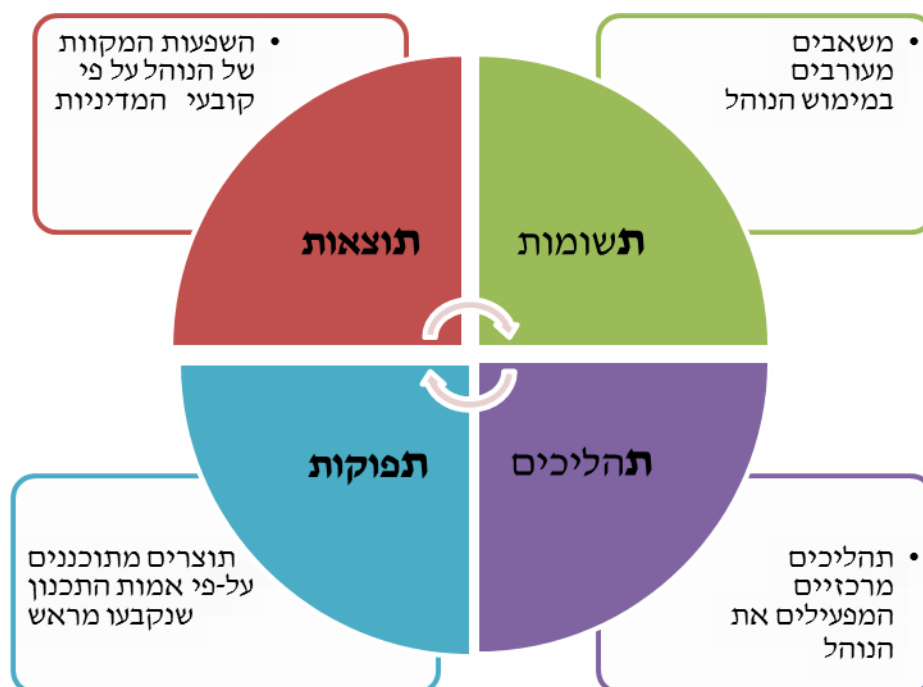 • משאבים
מעורבים
במימוש הנוהל
• השפעות המקוות
של הנוהל על פי
קובעי המדיניות
תשומות
תוצאות
תהליכים
תפוקות
• תהליכים
מרכזיים
המפעילים את
הנוהל
תוצרים מתוכננים
על-פי אמות התכנון
שנקבעו מראש